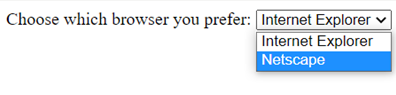 Choose which browser you prefer: Internet Explorer
Internet Explorer
Netscape